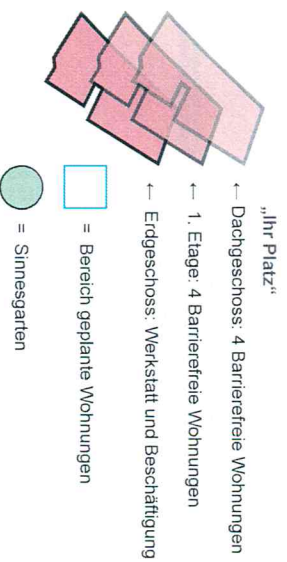 „Ihr Platz“
← Dachgeschoss: 4 Barrierefreie Wohnungen
← 1. Etage: 4 Barrierefreie Wohnungen
← Erdgeschoss: Werkstatt und Beschäftigung
= Bereich geplante Wohnungen
= Sinnesgarten